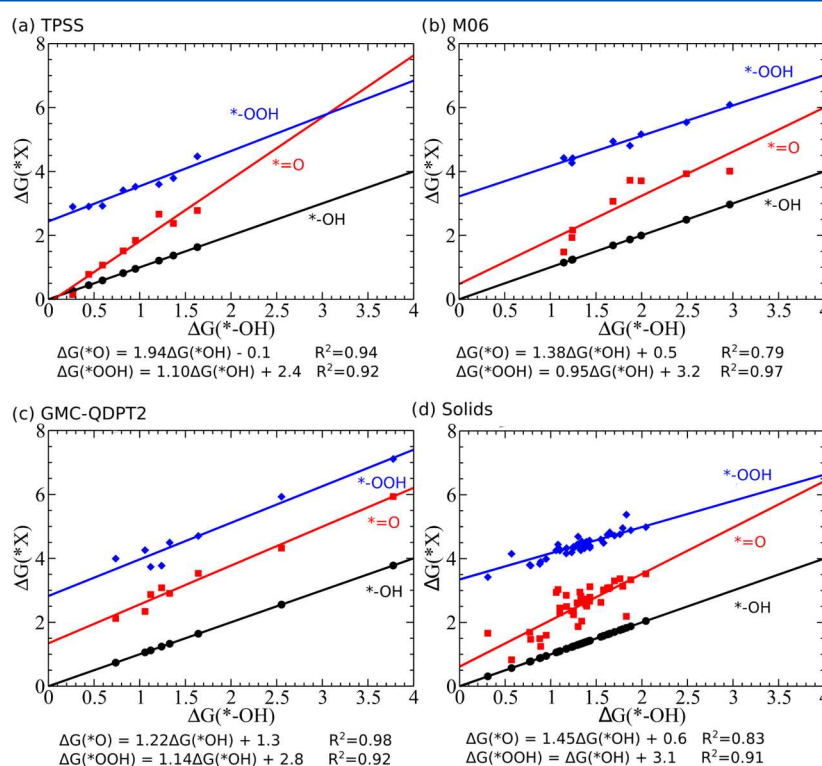 (a) TPSS
8
6
4
2
0
ΔG(*X)
*-OOH
*=O
*-OH
0 0.5 1 1.5 2 2.5 3 3.5 4
ΔG(*-OH)
ΔG(*O) = 1.94ΔG(*OH) - 0.1 R²=0.94
ΔG(*OOH) = 1.10ΔG(*OH) + 2.4 R²=0.92
(b) M06
8
6
4
2
0
ΔG(*X)
*-OOH
*=O
*-OH
0 0.5 1 1.5 2 2.5 3 3.5 4
ΔG(*-OH)
ΔG(*O) = 1.38ΔG(*OH) + 0.5 R²=0.79
ΔG(*OOH) = 0.95ΔG(*OH) + 3.2 R²=0.97
(c) GMC-QDPT2
8
6
4
2
0
ΔG(*X)
*-OOH
*=O
*-OH
0 0.5 1 1.5 2 2.5 3 3.5 4
ΔG(*-OH)
ΔG(*O) = 1.22ΔG(*OH) + 1.3 R²=0.98
ΔG(*OOH) = 1.14ΔG(*OH) + 2.8 R²=0.92
(d) Solids
8
6
4
2
0
ΔG(*X)
*-OOH
*=O
*-OH
0 0.5 1 1.5 2 2.5 3 3.5 4
ΔG(*-OH)
ΔG(*O) = 1.45ΔG(*OH) + 0.6 R²=0.83
ΔG(*OOH) = ΔG(*OH) + 3.1 R²=0.91